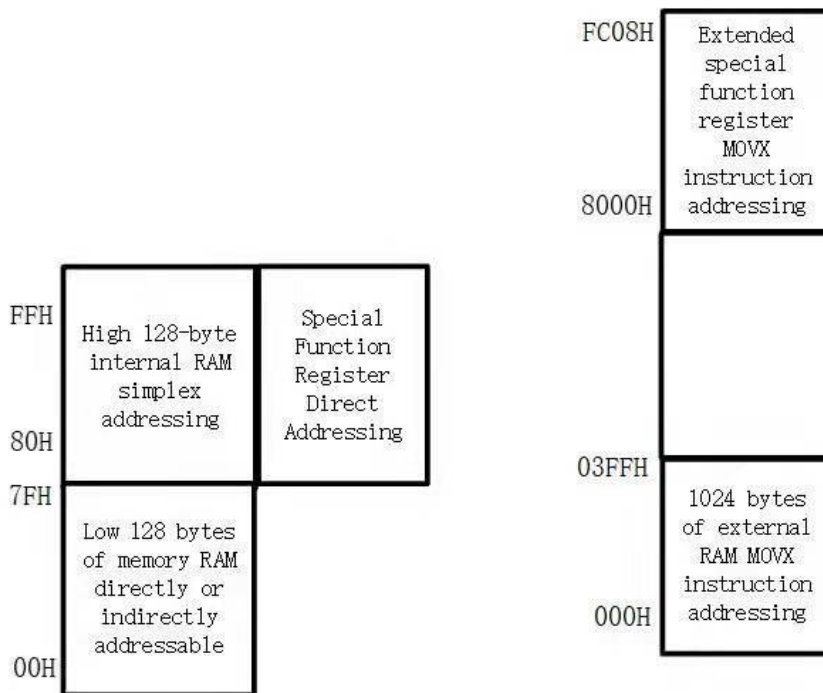 FFH
High 128-byte
internal RAM
simplex
addressing
80H
Special
Function
Register
Direct
Addressing
7FH
Low 128 bytes
of memory RAM
directly or
indirectly
addressable
00H
FC08H
Extended
special
function
register
MOVX
instruction
addressing
8000H
03FFH
1024 bytes
of external
RAM MOVX
instruction
addressing
000H